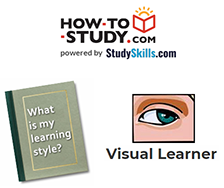 HOW-TO-
STUDY.COM
powered by StudySkills.com
What
is my
learning
style?
Visual Learner